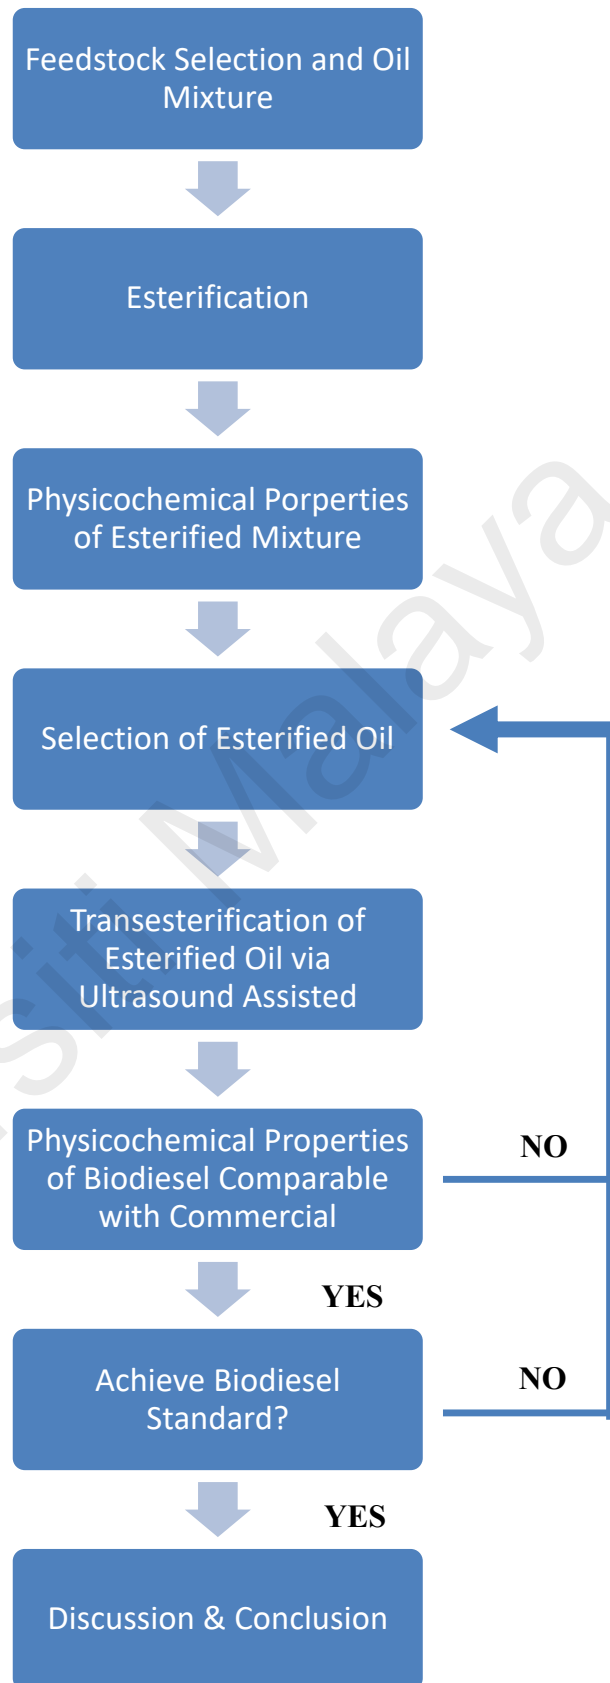 Feedstock Selection and Oil
Mixture
Esterification
Physicochemical Porperties
of Esterified Mixture
Selection of Esterified Oil
Transesterification of
Esterified Oil via
Ultrasound Assisted
Physicochemical Properties
of Biodiesel Comparable
with Commercial
NO
YES
Achieve Biodiesel
Standard?
NO
YES
Discussion & Conclusion
siti Malaya